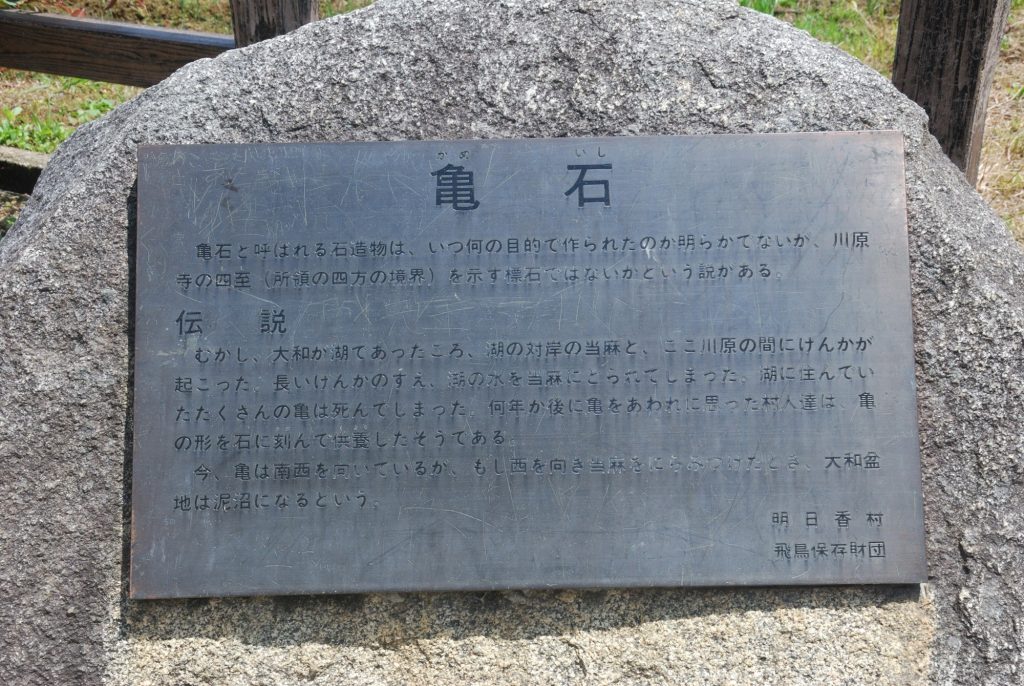 かめ いし
亀石
亀石と呼ばれる石造物は、いつ何の目的で作られたのか明らかでないが、川原
寺の四至（所領の四方の境界）を示す標石ではないかという説がある。
伝説
むかし、大和が湖であったころ、湖の対岸の当麻と、ここ川原の間にけんかが
起こった。長いけんかのすえ、湖の水を当麻にとられてしまった。湖に住んでい
たたくさんの亀は死んでしまった。何年か後に亀をあわれに思った村人達は、亀
の形を石に刻んで供養したそうである。
今、亀は南西を向いているが、もし西を向き当麻をにらみつけたとき、大和盆
地は泥沼になるという。
明日香村
飛鳥保存財団